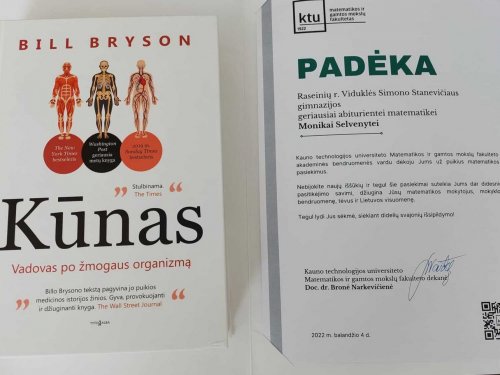 BILL BRYSON
The New
York Times
bestseleris
Washington
Post
geriausia
metų knyga
2019 m.
Sunday Times
bestseleris
Stulbinama.
The Times
Kūnas
Vadovas po žmogaus organizmą
Billo Brysono tekstą pagyvina jo puikios
medicinos istorijos žinios. Gyva, provokuojanti
ir džiuginanti knyga. The Wall Street Journal
ktu
1922
matematikos ir
gamtos mokslų
fakultetas
PADĖKA
Raseinių r. Viduklės Simono Stanevičiaus
gimnazijos
geriausiai abiturientei matematikei
Monikai Selvenytei
Kauno technologijos universiteto Matematikos ir gamtos mokslų fakulteto
akademinės bendruomenės vardu dėkoju Jums už puikius matematikos
pasiekimus.
Nebijokite naujų iššūkių ir tegul šie pasiekimai suteikia Jums dar didesnio
pasitikėjimo savimi, džiugina Jūsų matematikos mokytojus, mokyklos
bendruomenę, tėvus ir Lietuvos visuomenę.
Tegul lydi Jus sėkmė, siekiant didelių svajonių išsipildymo!
Kauno technologijos universiteto
Matematikos ir gamtos mokslų fakulteto dekanė
Doc. dr. Bronė Narkevičienė
2022 m. balandžio 4 d.